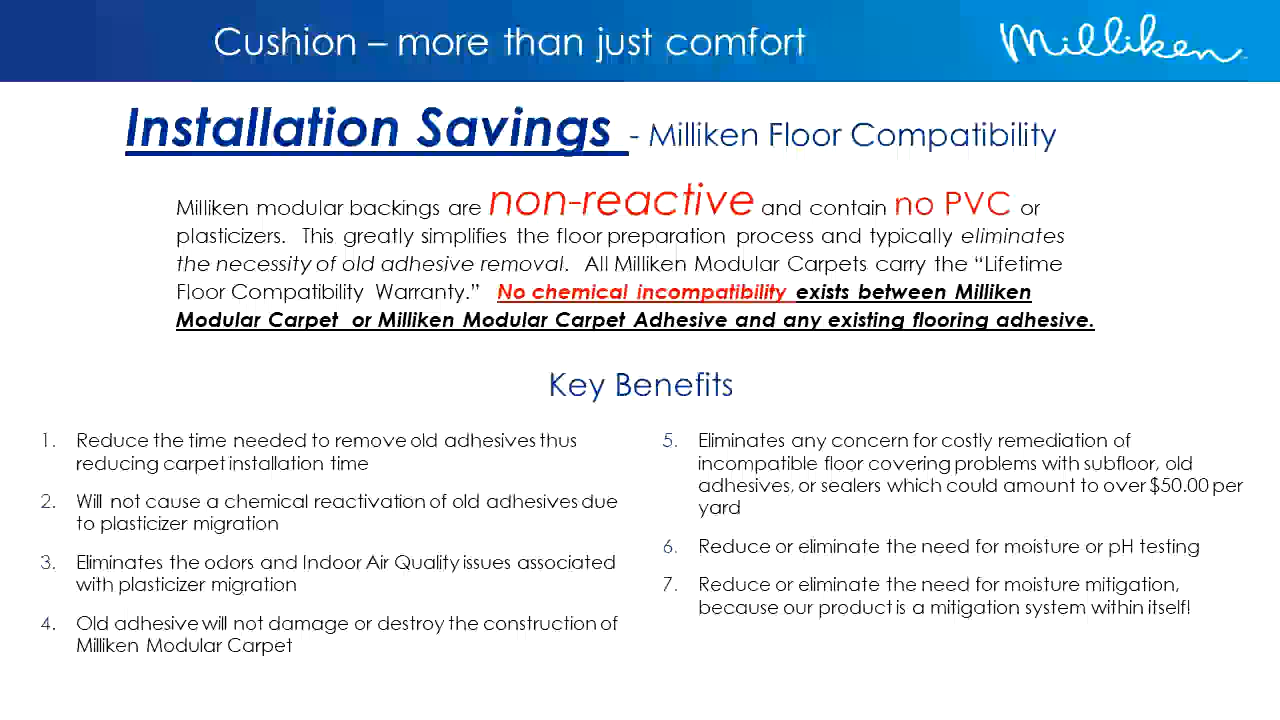 Cushion – more than just comfort
Milliken
Installation Savings - Milliken Floor Compatibility
Milliken modular backings are non-reactive and contain no PVC or
plasticizers. This greatly simplifies the floor preparation process and typically eliminates
the necessity of old adhesive removal. All Milliken Modular Carpets carry the “Lifetime
Floor Compatibility Warranty.” No chemical incompatibility exists between Milliken
Modular Carpet or Milliken Modular Carpet Adhesive and any existing flooring adhesive.
Key Benefits
1. Reduce the time needed to remove old adhesives thus
reducing carpet installation time
2. Will not cause a chemical reactivation of old adhesives due
to plasticizer migration
3. Eliminates the odors and Indoor Air Quality issues associated
with plasticizer migration
4. Old adhesive will not damage or destroy the construction of
Milliken Modular Carpet
5. Eliminates any concern for costly remediation of
incompatible floor covering problems with subfloor, old
adhesives, or sealers which could amount to over $50.00 per
yard
6. Reduce or eliminate the need for moisture or pH testing
7. Reduce or eliminate the need for moisture mitigation,
because our product is a mitigation system within itself!